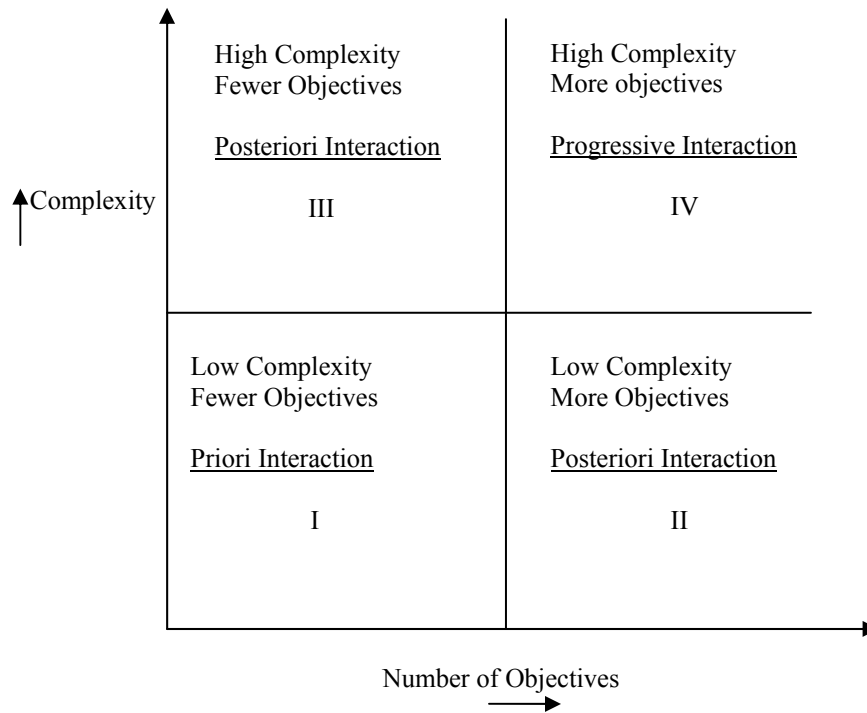 High Complexity
Fewer Objectives
Posteriori Interaction
III
High Complexity
More objectives
Progressive Interaction
IV
Complexity
Low Complexity
Fewer Objectives
Priori Interaction
I
Low Complexity
More Objectives
Posteriori Interaction
II
Number of Objectives